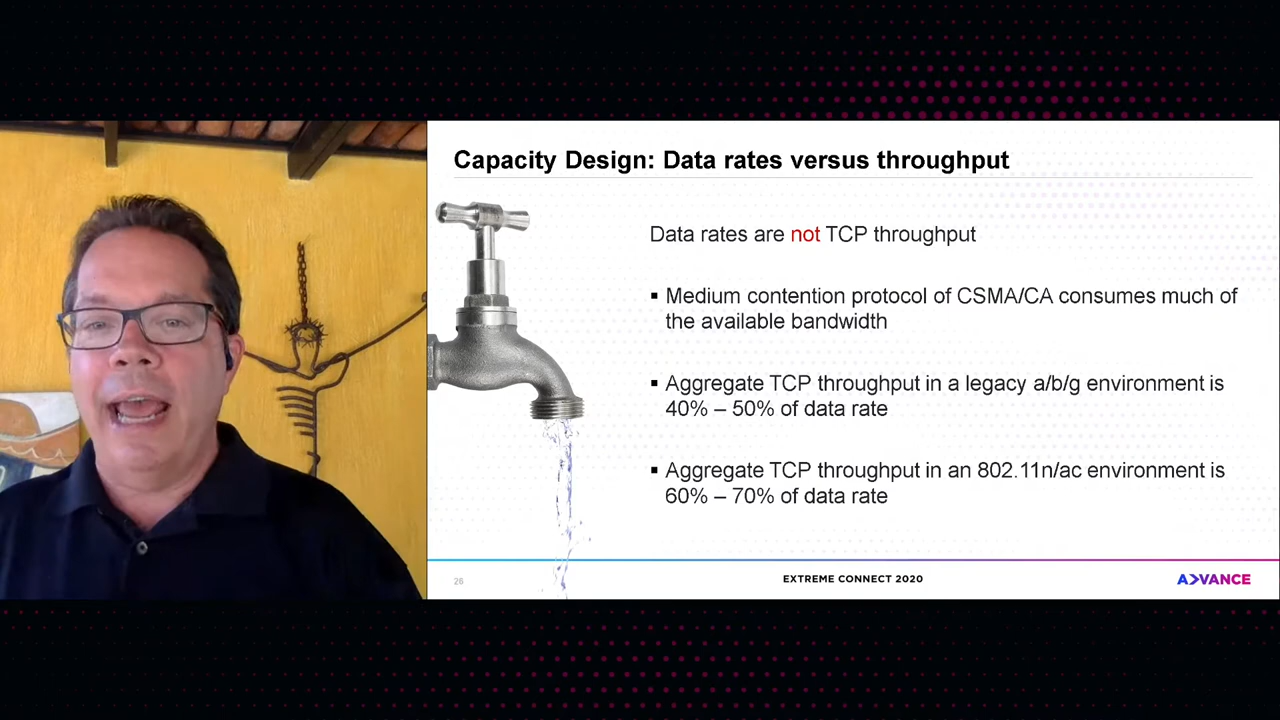 Capacity Design: Data rates versus throughput
Data rates are not TCP throughput
▪ Medium contention protocol of CSMA/CA consumes much of
the available bandwidth
▪ Aggregate TCP throughput in a legacy a/b/g environment is
40% – 50% of data rate
▪ Aggregate TCP throughput in an 802.11n/ac environment is
60% – 70% of data rate
26
EXTREME CONNECT 2020
ADVANCE